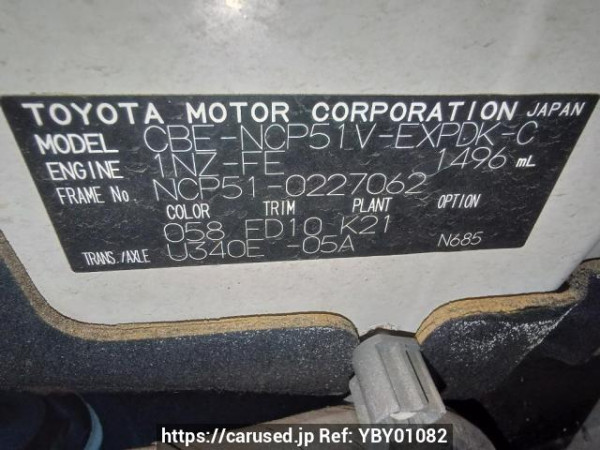 TOYOTA MOTOR CORPORATION JAPAN
MODEL CBE-NCP51V-EXPDK-C
ENGINE 1NZ-FE 1496 mL
FRAME No. NCP51-0227062
COLOR TRIM PLANT OPTION
058 FD10 K21
TRANS./AXLE U340E -05A N685
https://carused.jp Ref: YBY01082